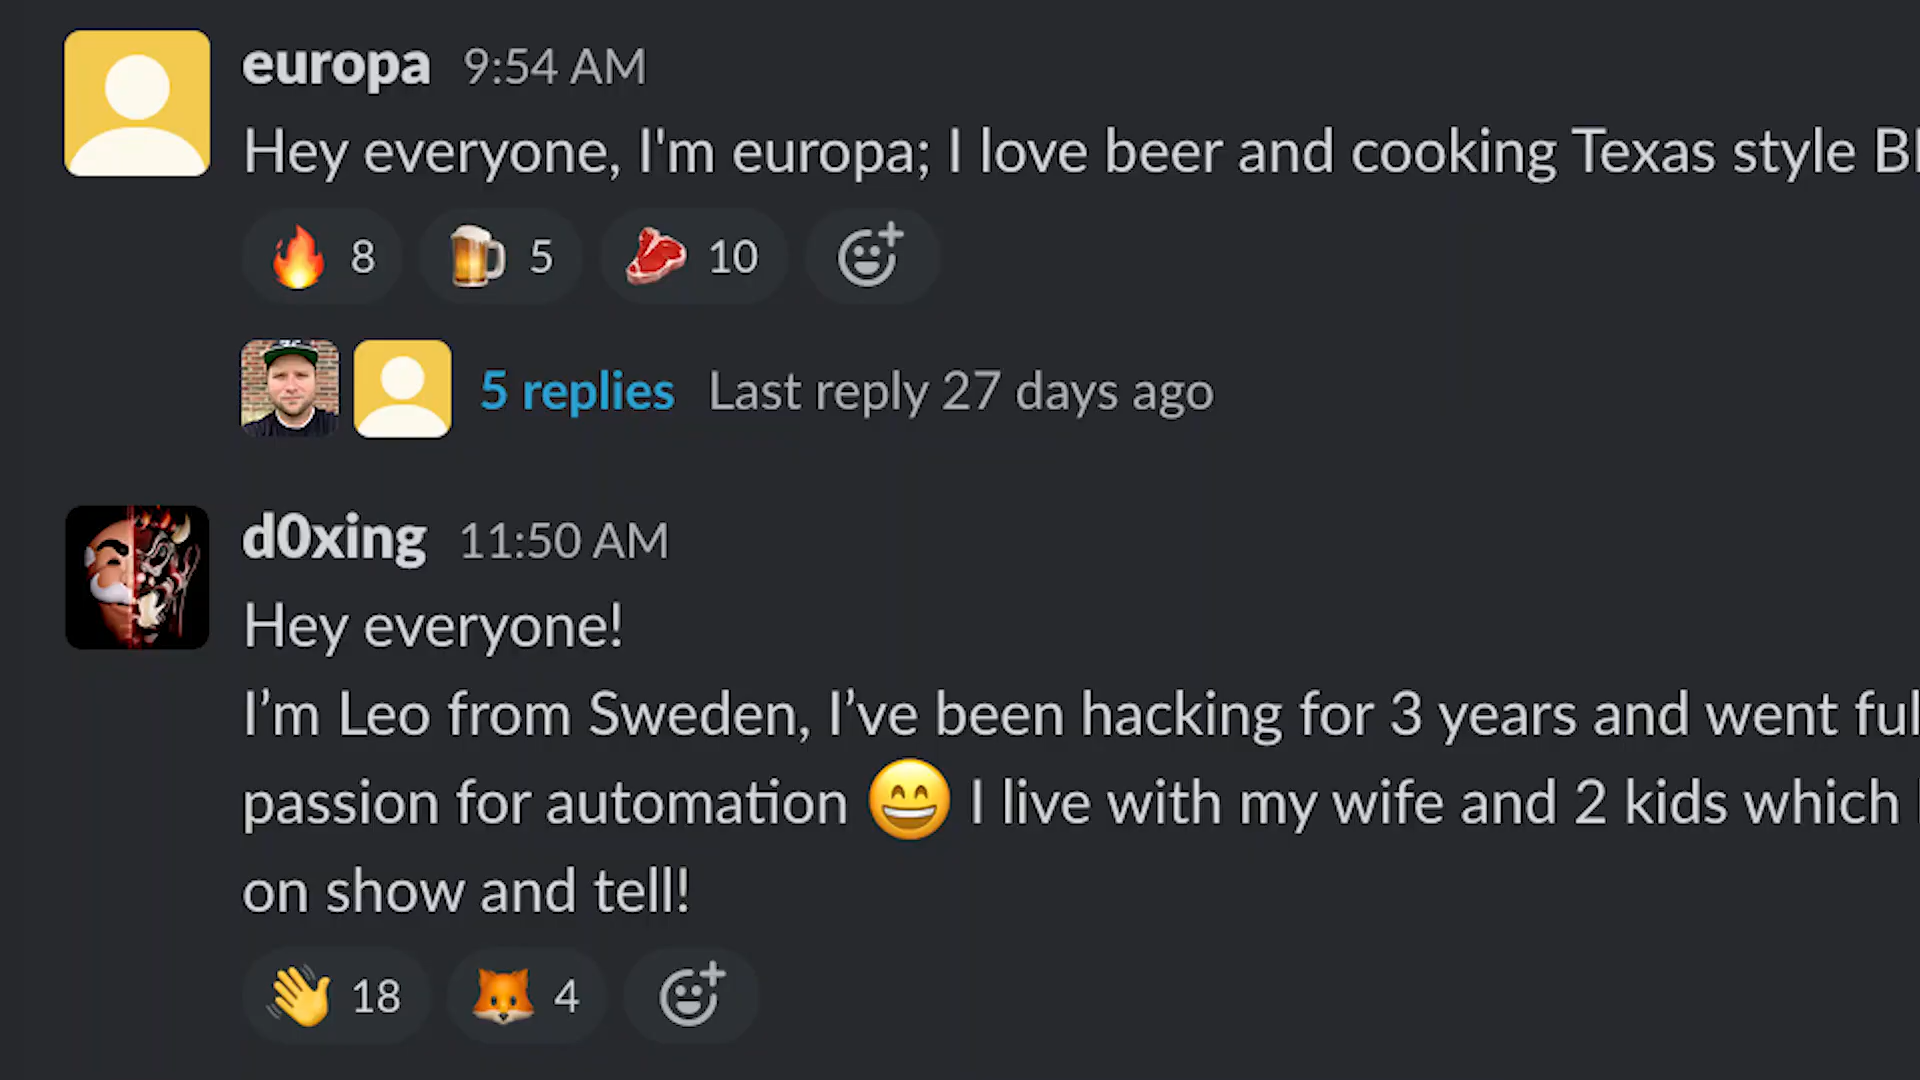 europa 9:54 AM
Hey everyone, I'm europa; I love beer and cooking Texas style
8 5 10
5 replies Last reply 27 days ago
d0xing 11:50 AM
Hey everyone!
I’m Leo from Sweden, I’ve been hacking for 3 years and went
passion for automation I live with my wife and 2 kids which
on show and tell!
18 4